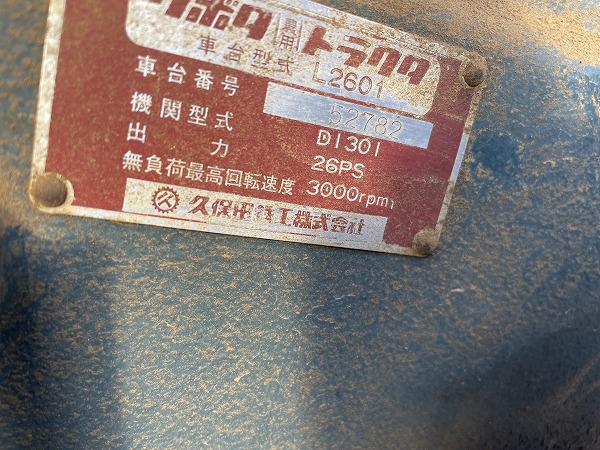 クボタ 農用 トラクタ
車台型式 L2601
車台番号 52782
機関型式 D1301
出力 26PS
無負荷最高回転速度 3000rpm
久保田鉄工株式会社